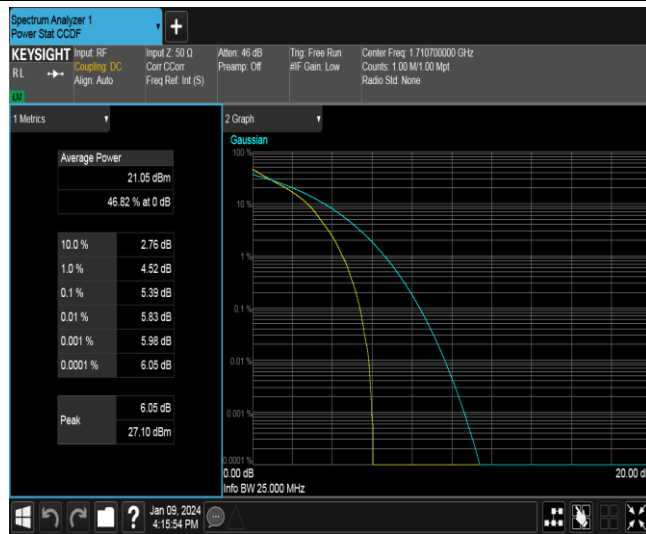 Spectrum Analyzer 1
Power Stat CCDF
+
KEYSIGHT
RL
LXI
Input: RF
Coupling: DC
Align: Auto
Input Z: 50 Ω
Corr CCorr
Freq Ref: Int (S)
Atten: 46 dB
Preamp: Off
Trig: Free Run
#IF Gain: Low
Center Freq: 1.710700000 GHz
Counts: 1.00 M/1.00 Mpt
Radio Std: None
1 Metrics
Average Power
21.05 dBm
46.82 % at 0 dB
10.0 % 2.76 dB
1.0 % 4.52 dB
0.1 % 5.39 dB
0.01 % 5.83 dB
0.001 % 5.98 dB
0.0001 % 6.05 dB
Peak
6.05 dB
27.10 dBm
2 Graph
Gaussian
100 %
10 %
1 %
0.1 %
0.01 %
0.001 %
0.0001 %
0.00 dB
20.00 d
Info BW 25.000 MHz
?
Jan 09, 2024
4:15:54 PM